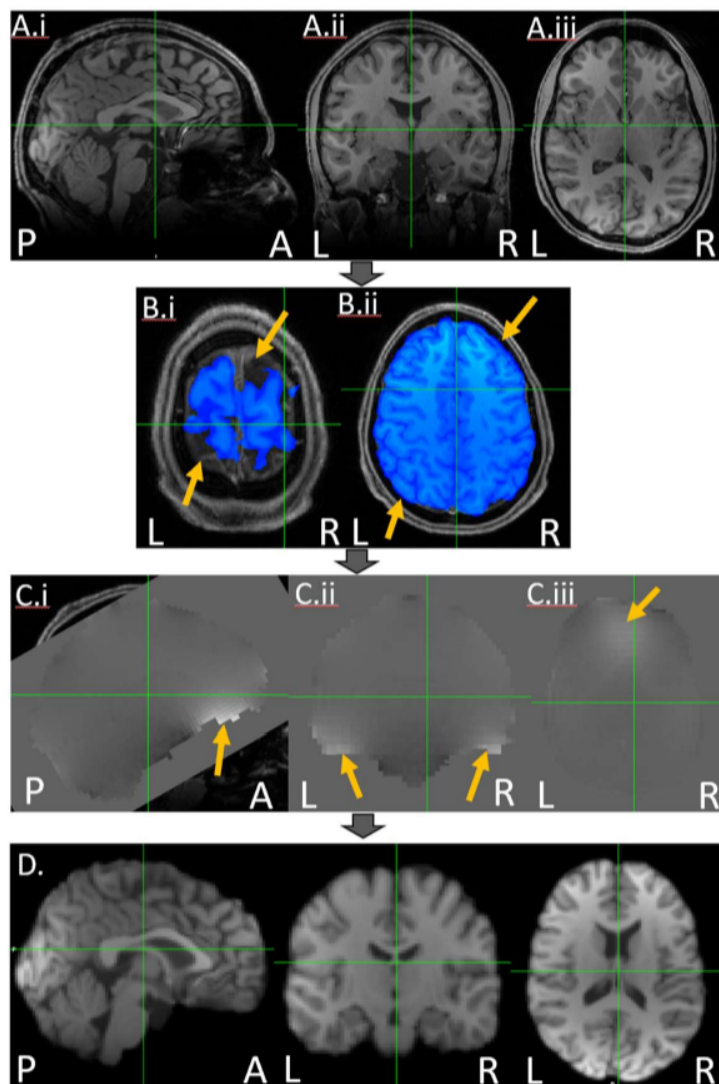 A.i A.ii A.iii
P A L R L R
B.i B.ii
L R L R
C.i C.ii C.iii
P A L R L R
D.
P A L R L R